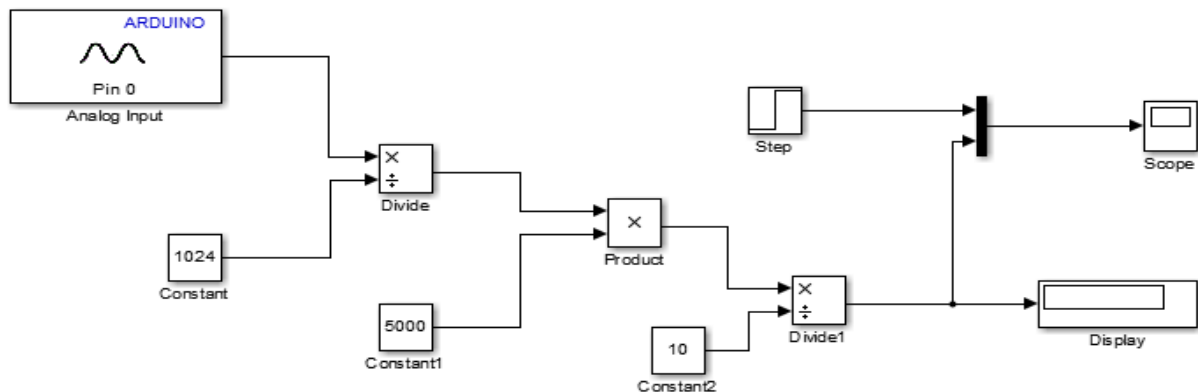 ARDUINO
Pin 0
Analog Input
×
÷
Divide
1024
Constant
5000
Constant1
×
Product
10
Constant2
×
÷
Divide1
Step
Scope
Display